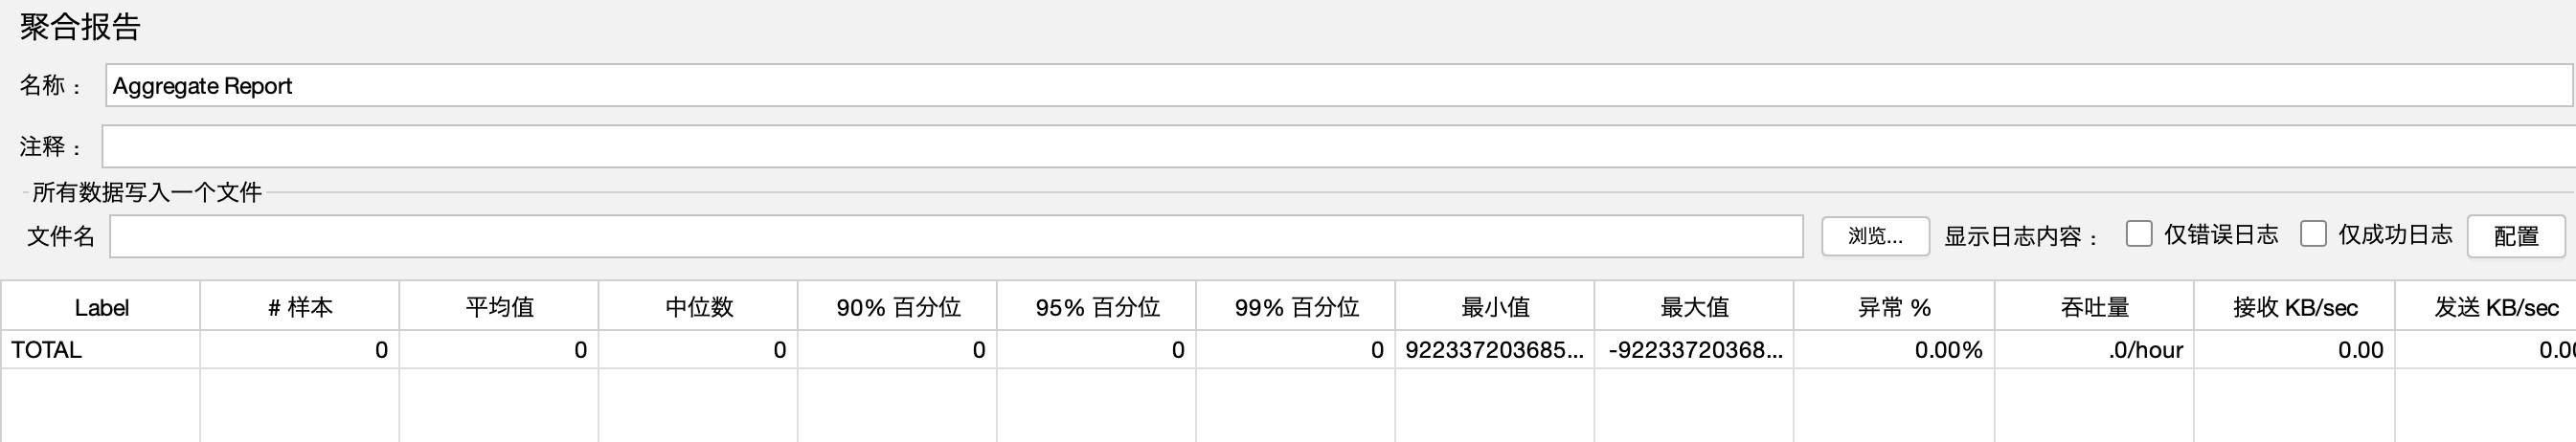 聚合报告
名称： Aggregate Report
注释：
所有数据写入一个文件
文件名 浏览... 显示日志内容： 仅错误日志 仅成功日志 配置
Label # 样本 平均值 中位数 90% 百分位 95% 百分位 99% 百分位 最小值 最大值 异常 % 吞吐量 接收 KB/sec 发送 KB/sec
TOTAL 0 0 0 0 0 0 922337203685... -92233720368... 0.00% .0/hour 0.00 0.00